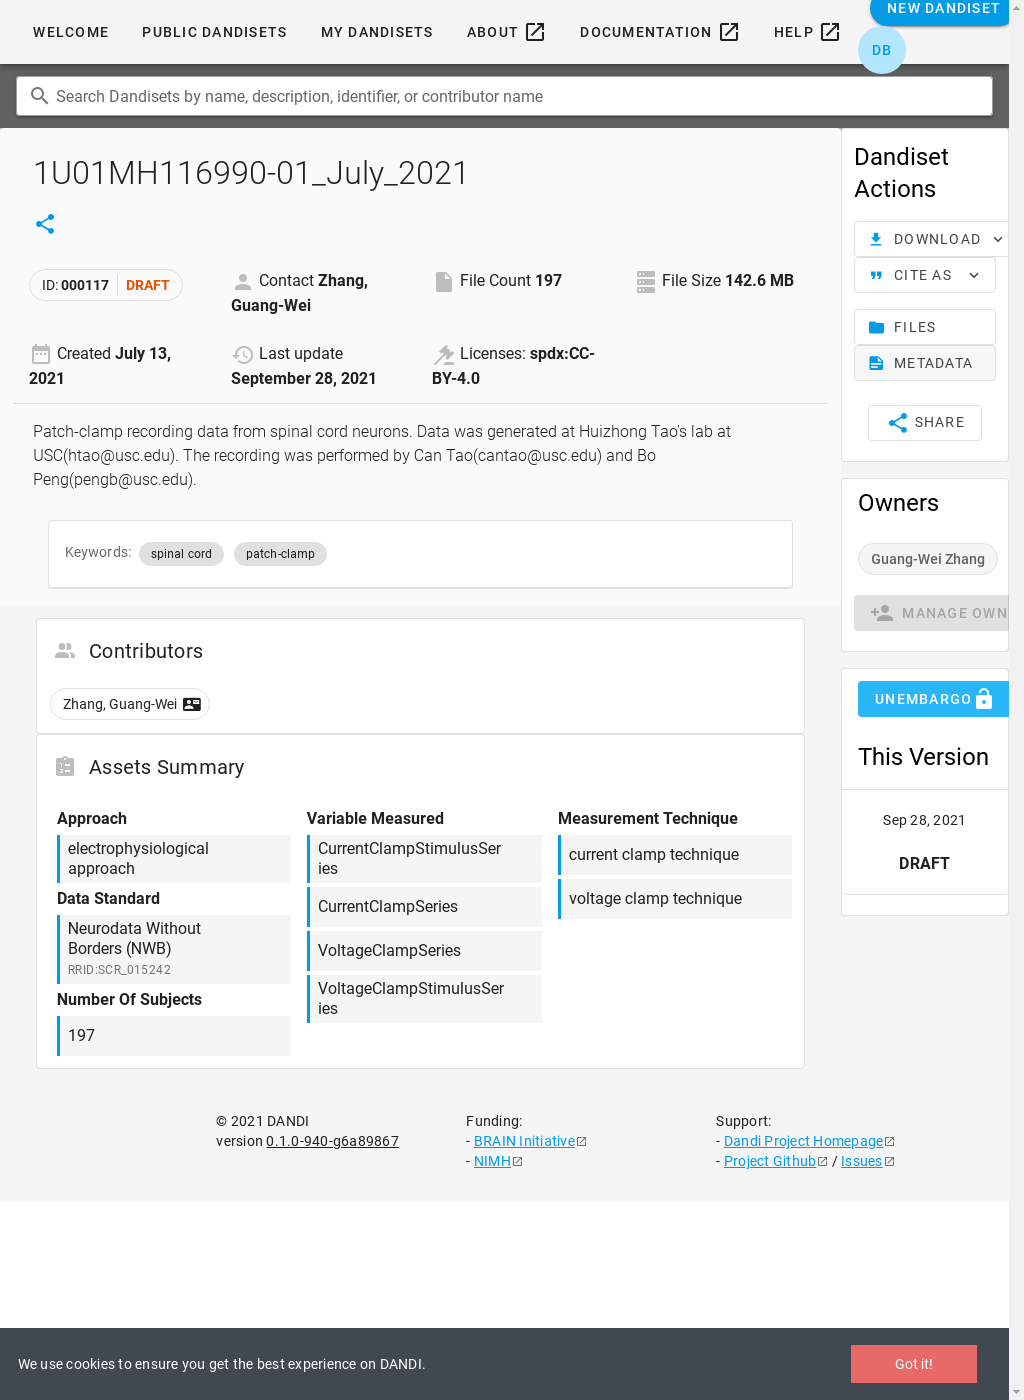 WELCOME
PUBLIC DANDISETS
MY DANDISETS
ABOUT
DOCUMENTATION
HELP
NEW DANDISET
DB
Search Dandisets by name, description, identifier, or contributor name
1U01MH116990-01_July_2021
ID: 000117
DRAFT
Contact Zhang,
Guang-Wei
File Count 197
File Size 142.6 MB
Created July 13,
2021
Last update
September 28, 2021
Licenses: spdx:CC-
BY-4.0
Patch-clamp recording data from spinal cord neurons. Data was generated at Huizhong Tao's lab at
USC(htao@usc.edu). The recording was performed by Can Tao(cantao@usc.edu) and Bo
Peng(pengb@usc.edu).
Keywords:
spinal cord
patch-clamp
Contributors
Zhang, Guang-Wei
Assets Summary
Approach
electrophysiological
approach
Data Standard
Neurodata Without
Borders (NWB)
RRID:SCR_015242
Number Of Subjects
197
Variable Measured
CurrentClampStimulusSer
ies
CurrentClampSeries
VoltageClampSeries
VoltageClampStimulusSer
ies
Measurement Technique
current clamp technique
voltage clamp technique
Dandiset
Actions
DOWNLOAD
CITE AS
FILES
METADATA
SHARE
Owners
Guang-Wei Zhang
MANAGE OWN
UNEMBARGO
This Version
Sep 28, 2021
DRAFT
© 2021 DANDI
version 0.1.0-940-g6a89867
Funding:
- BRAIN Initiative
- NIMH
Support:
- Dandi Project Homepage
- Project Github / Issues
We use cookies to ensure you get the best experience on DANDI.
Got it!